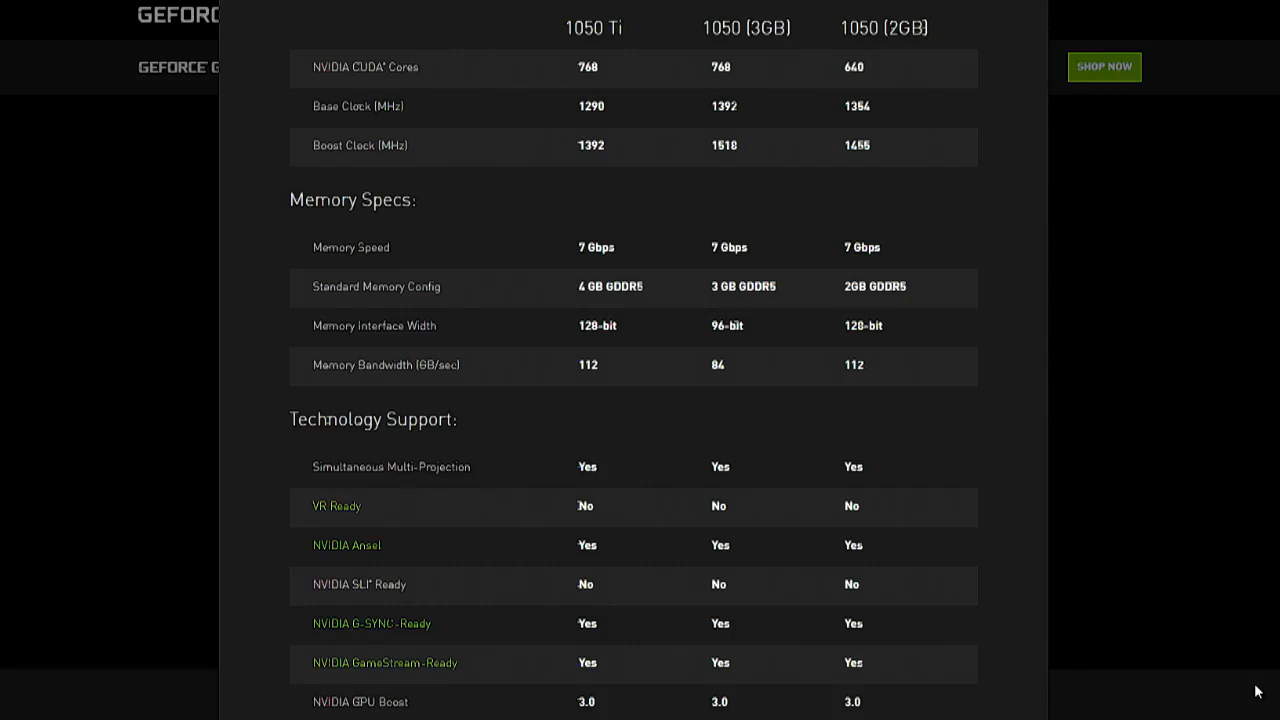 GEFORC
1050 Ti 1050 (3GB) 1050 (2GB)
GEFORCE G
SHOP NOW
NVIDIA CUDA® Cores 768 768 640
Base Clock (MHz) 1290 1392 1354
Boost Clock (MHz) 1392 1518 1455
Memory Specs:
Memory Speed 7 Gbps 7 Gbps 7 Gbps
Standard Memory Config 4 GB GDDR5 3 GB GDDR5 2GB GDDR5
Memory Interface Width 128-bit 96-bit 128-bit
Memory Bandwidth (GB/sec) 112 84 112
Technology Support:
Simultaneous Multi-Projection Yes Yes Yes
VR Ready No No No
NVIDIA Ansel Yes Yes Yes
NVIDIA SLI® Ready No No No
NVIDIA G-SYNC-Ready Yes Yes Yes
NVIDIA GameStream-Ready Yes Yes Yes
NVIDIA GPU Boost 3.0 3.0 3.0